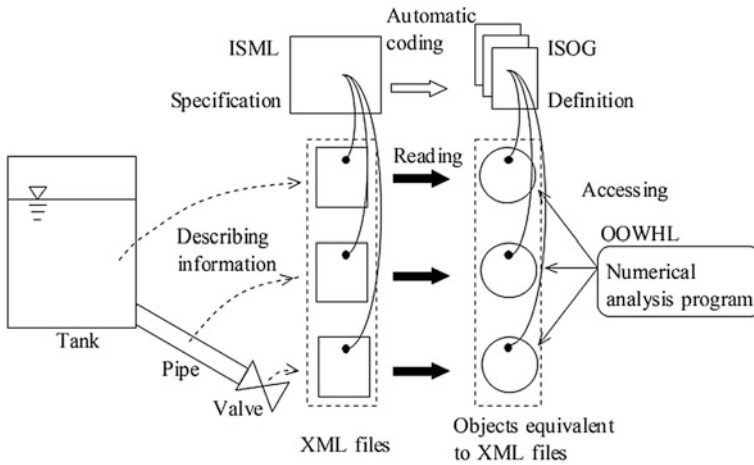 ISML
Automatic
coding
ISOG
Specification
Definition
Reading
Accessing
Describing
information
OOWHL
Numerical
analysis program
Tank
Pipe
Valve
XML files
Objects equivalent
to XML files